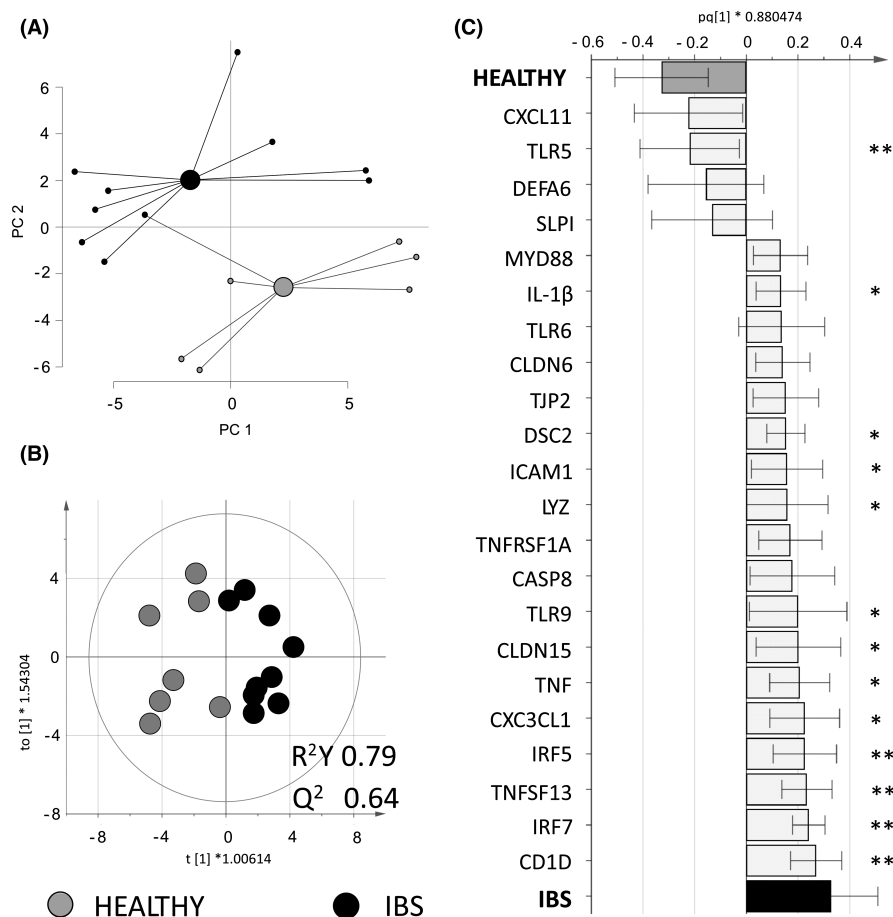 (A)
6
4
2
0
-2
-4
-6
PC 2
-5
0
5
PC 1
(B)
4
0
-4
-8
to [1] * 1.54304
R²Y 0.79
Q² 0.64
-8
-4
0
4
8
t [1] *1.00614
HEALTHY
IBS
(C)
pq[1] * 0.880474
-0.6 -0.4 -0.2 0 0.2 0.4
HEALTHY
CXCL11
TLR5 **
DEFA6
SLPI
MYD88
IL-1β *
TLR6
CLDN6
TJP2
DSC2 *
ICAM1 *
LYZ *
TNFRSF1A
CASP8
TLR9 *
CLDN15 *
TNF *
CXC3CL1 *
IRF5 **
TNFSF13 **
IRF7 **
CD1D **
IBS